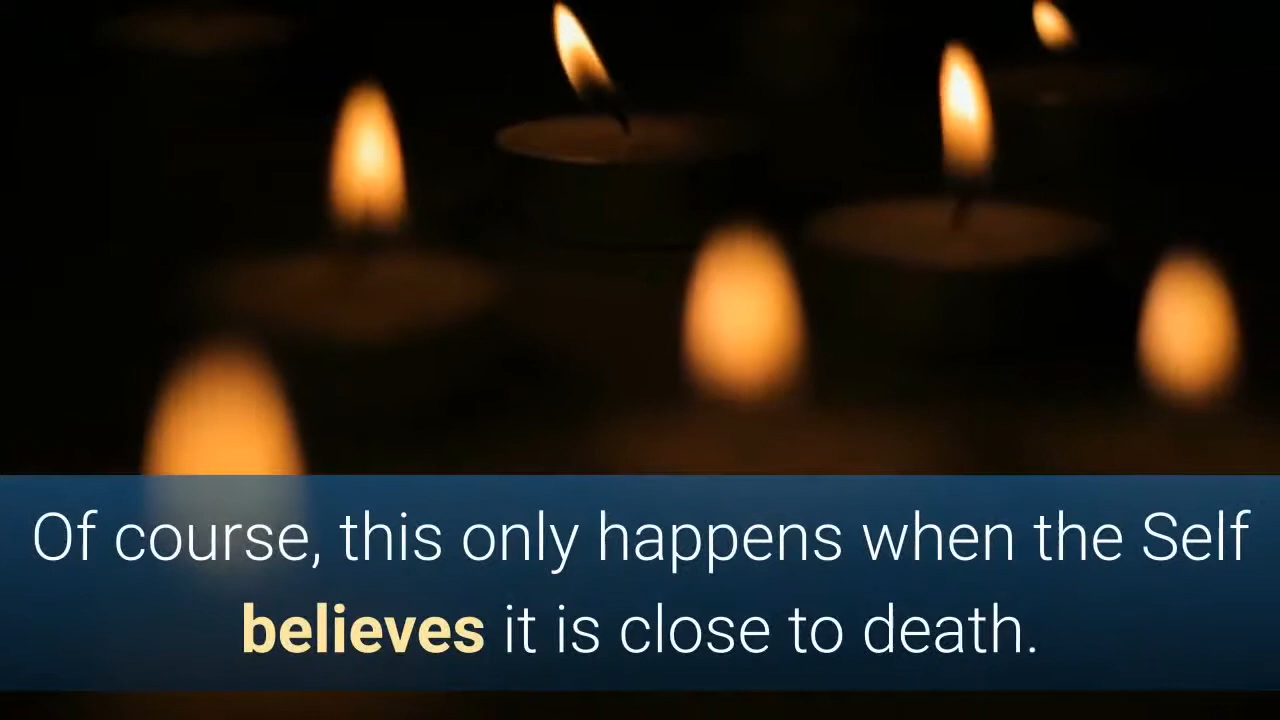 Of course, this only happens when the Self
believes it is close to death.